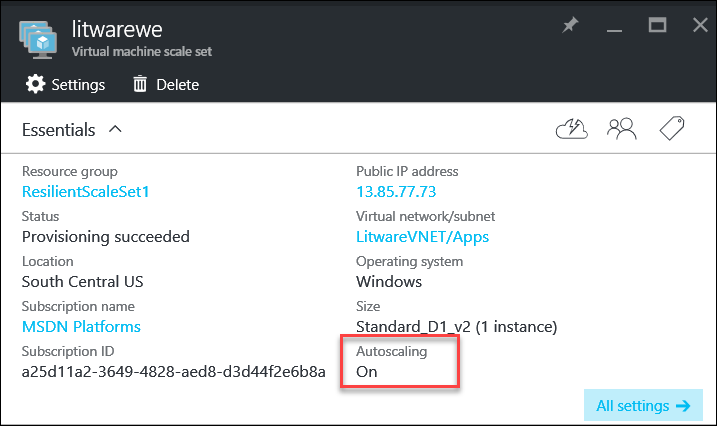 litwarewe
Virtual machine scale set
Settings
Delete
Essentials
Resource group
ResilientScaleSet1
Status
Provisioning succeeded
Location
South Central US
Subscription name
MSDN Platforms
Subscription ID
a25d11a2-3649-4828-aed8-d3d44f2e6b8a
Public IP address
13.85.77.73
Virtual network/subnet
LitwareVNET/Apps
Operating system
Windows
Size
Standard_D1_v2 (1 instance)
Autoscaling
On
All settings